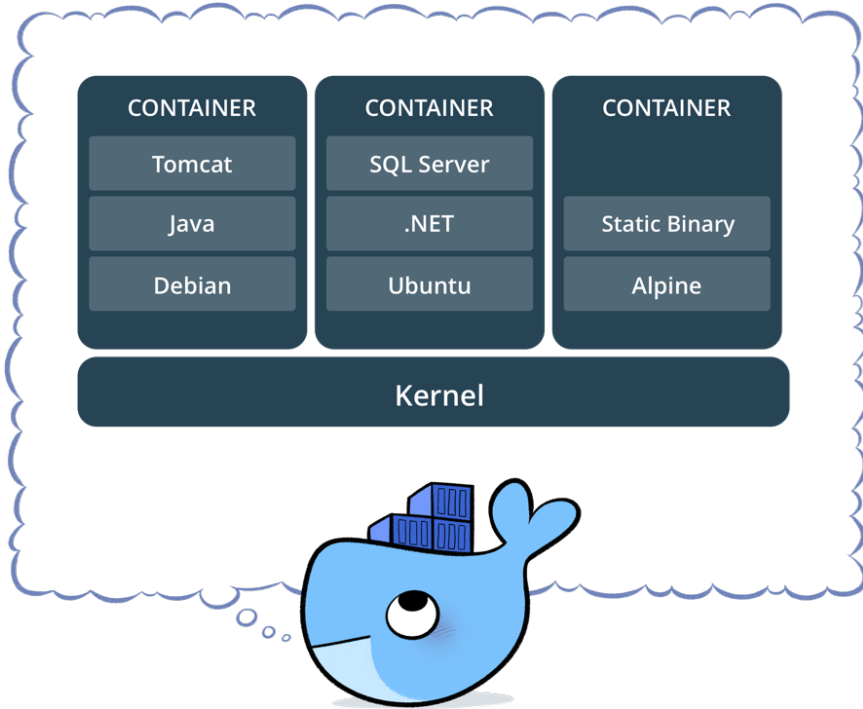 CONTAINER
Tomcat
Java
Debian
CONTAINER
SQL Server
.NET
Ubuntu
CONTAINER
Static Binary
Alpine
Kernel